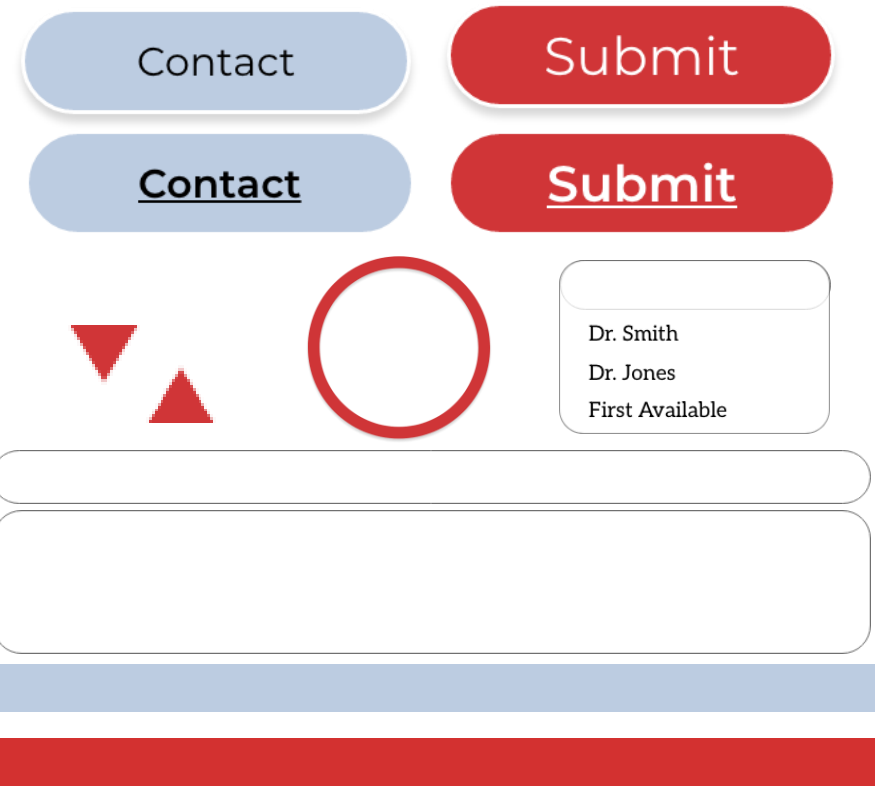 Contact
Submit
Contact
Submit
Dr. Smith
Dr. Jones
First Available